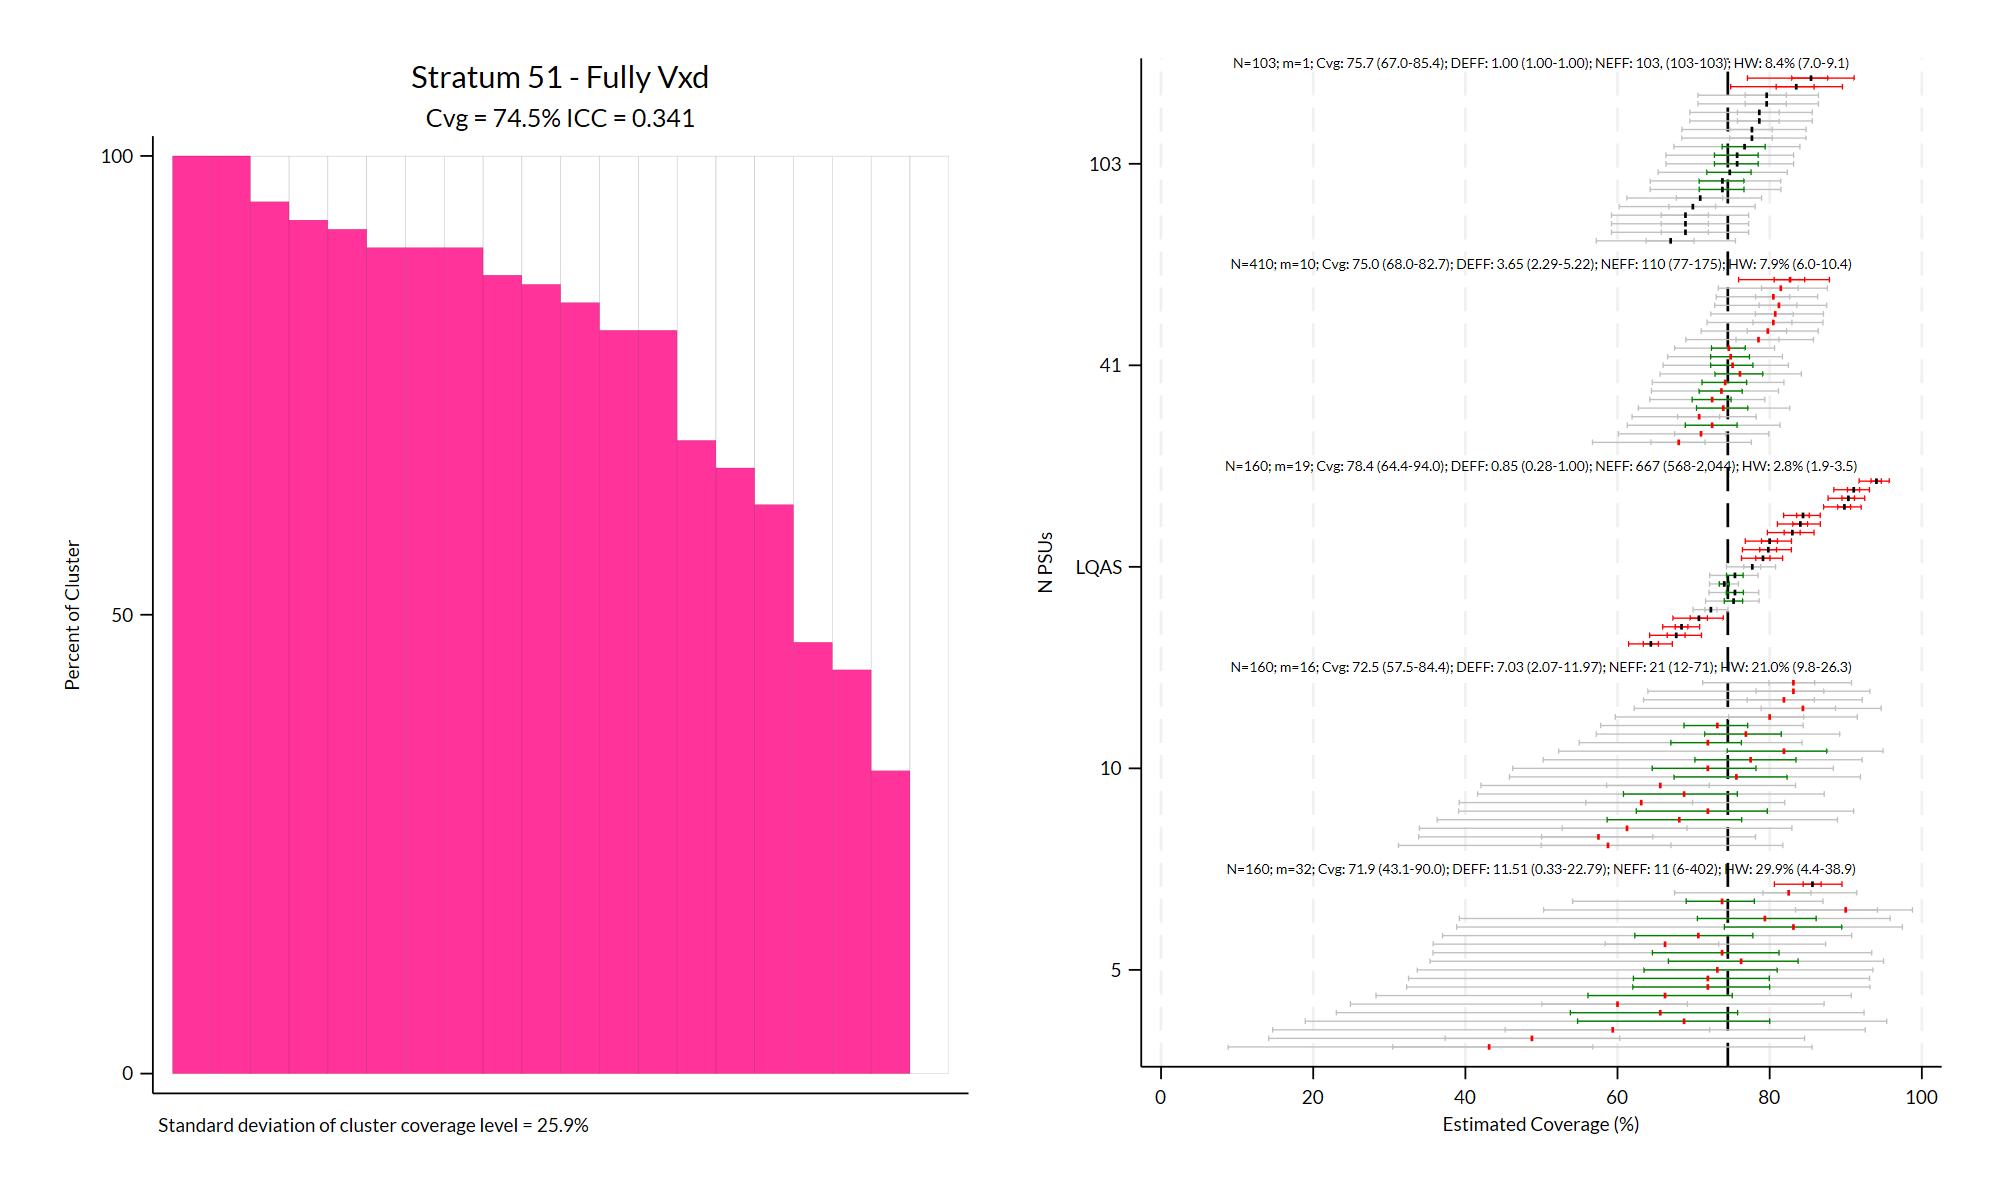 Stratum 51 - Fully Vxd
Cvg = 74.5% ICC = 0.341
100
50
0
Percent of Cluster
Standard deviation of cluster coverage level = 25.9%
N=103; m=1; Cvg: 75.7 (67.0-85.4); DEFF: 1.00 (1.00-1.00); NEFF: 103, (103-103); HW: 8.4% (7.0-9.1)
103
N=410; m=10; Cvg: 75.0 (68.0-82.7); DEFF: 3.65 (2.29-5.22); NEFF: 110 (77-175); HW: 7.9% (6.0-10.4)
41
N=160; m=19; Cvg: 78.4 (64.4-94.0); DEFF: 0.85 (0.28-1.00); NEFF: 667 (568-2,044); HW: 2.8% (1.9-3.5)
LQAS
N PSUs
N=160; m=16; Cvg: 72.5 (57.5-84.4); DEFF: 7.03 (2.07-11.97); NEFF: 21 (12-71); HW: 21.0% (9.8-26.3)
10
N=160; m=32; Cvg: 71.9 (43.1-90.0); DEFF: 11.51 (0.33-22.79); NEFF: 11 (6-402); HW: 29.9% (4.4-38.9)
5
0 20 40 60 80 100
Estimated Coverage (%)